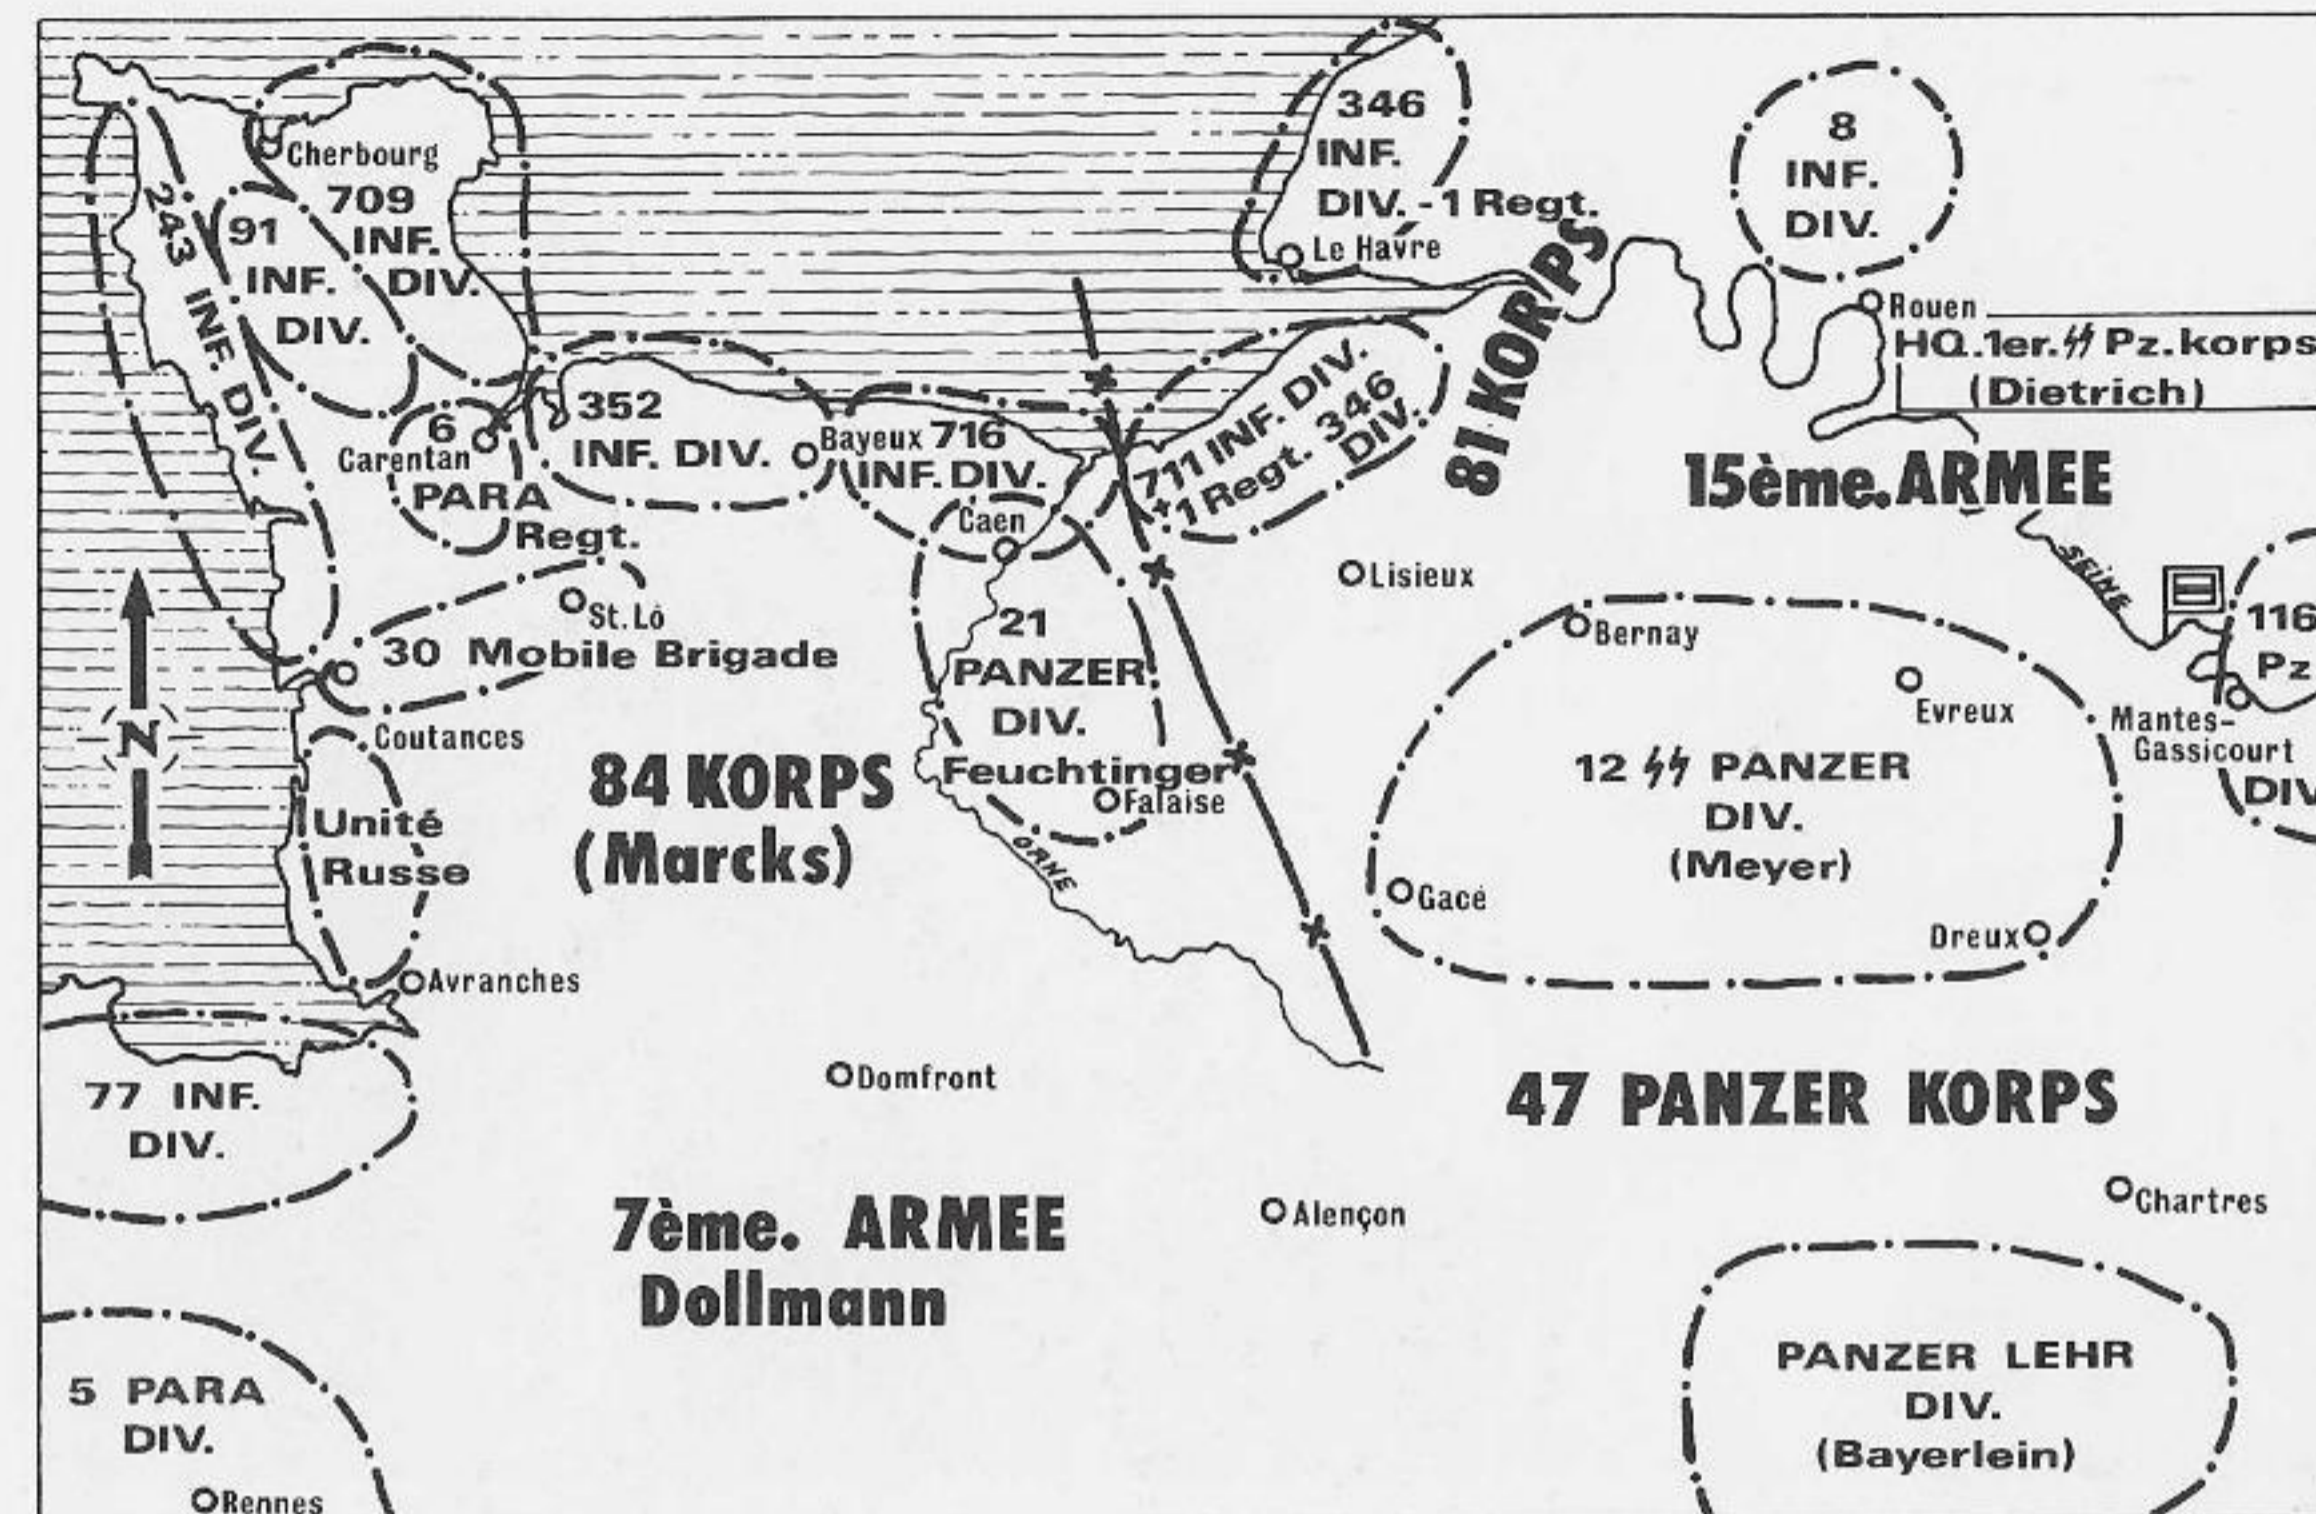 346
INF.
DIV. - 1 Regt.
Le Havre
8
INF.
DIV.
Cherbourg
709
INF.
DIV.
243 INF. DIV.
91
INF.
DIV.
81 KORPS
Rouen
HQ.1er.SS Pz.korps
(Dietrich)
15ème. ARMEE
352
INF. DIV.
6
Carentan
PARA
Regt.
Bayeux
716
INF. DIV.
Caen
711 INF. DIV.
+ 1 Regt. 346
DIV.
Lisieux
SEINE
116
Pz
Mantes-
Gassicourt
DIV
St. Lô
30 Mobile Brigade
Coutances
21
PANZER
DIV.
Feuchtinger
Falaise
ORNE
Bernay
Evreux
12 SS PANZER
DIV.
(Meyer)
Gacé
Dreux
N
84 KORPS
(Marcks)
Unité
Russe
Avranches
77 INF.
DIV.
Domfront
47 PANZER KORPS
7ème. ARMEE
Dollmann
Alençon
Chartres
5 PARA
DIV.
Rennes
PANZER LEHR
DIV.
(Bayerlein)